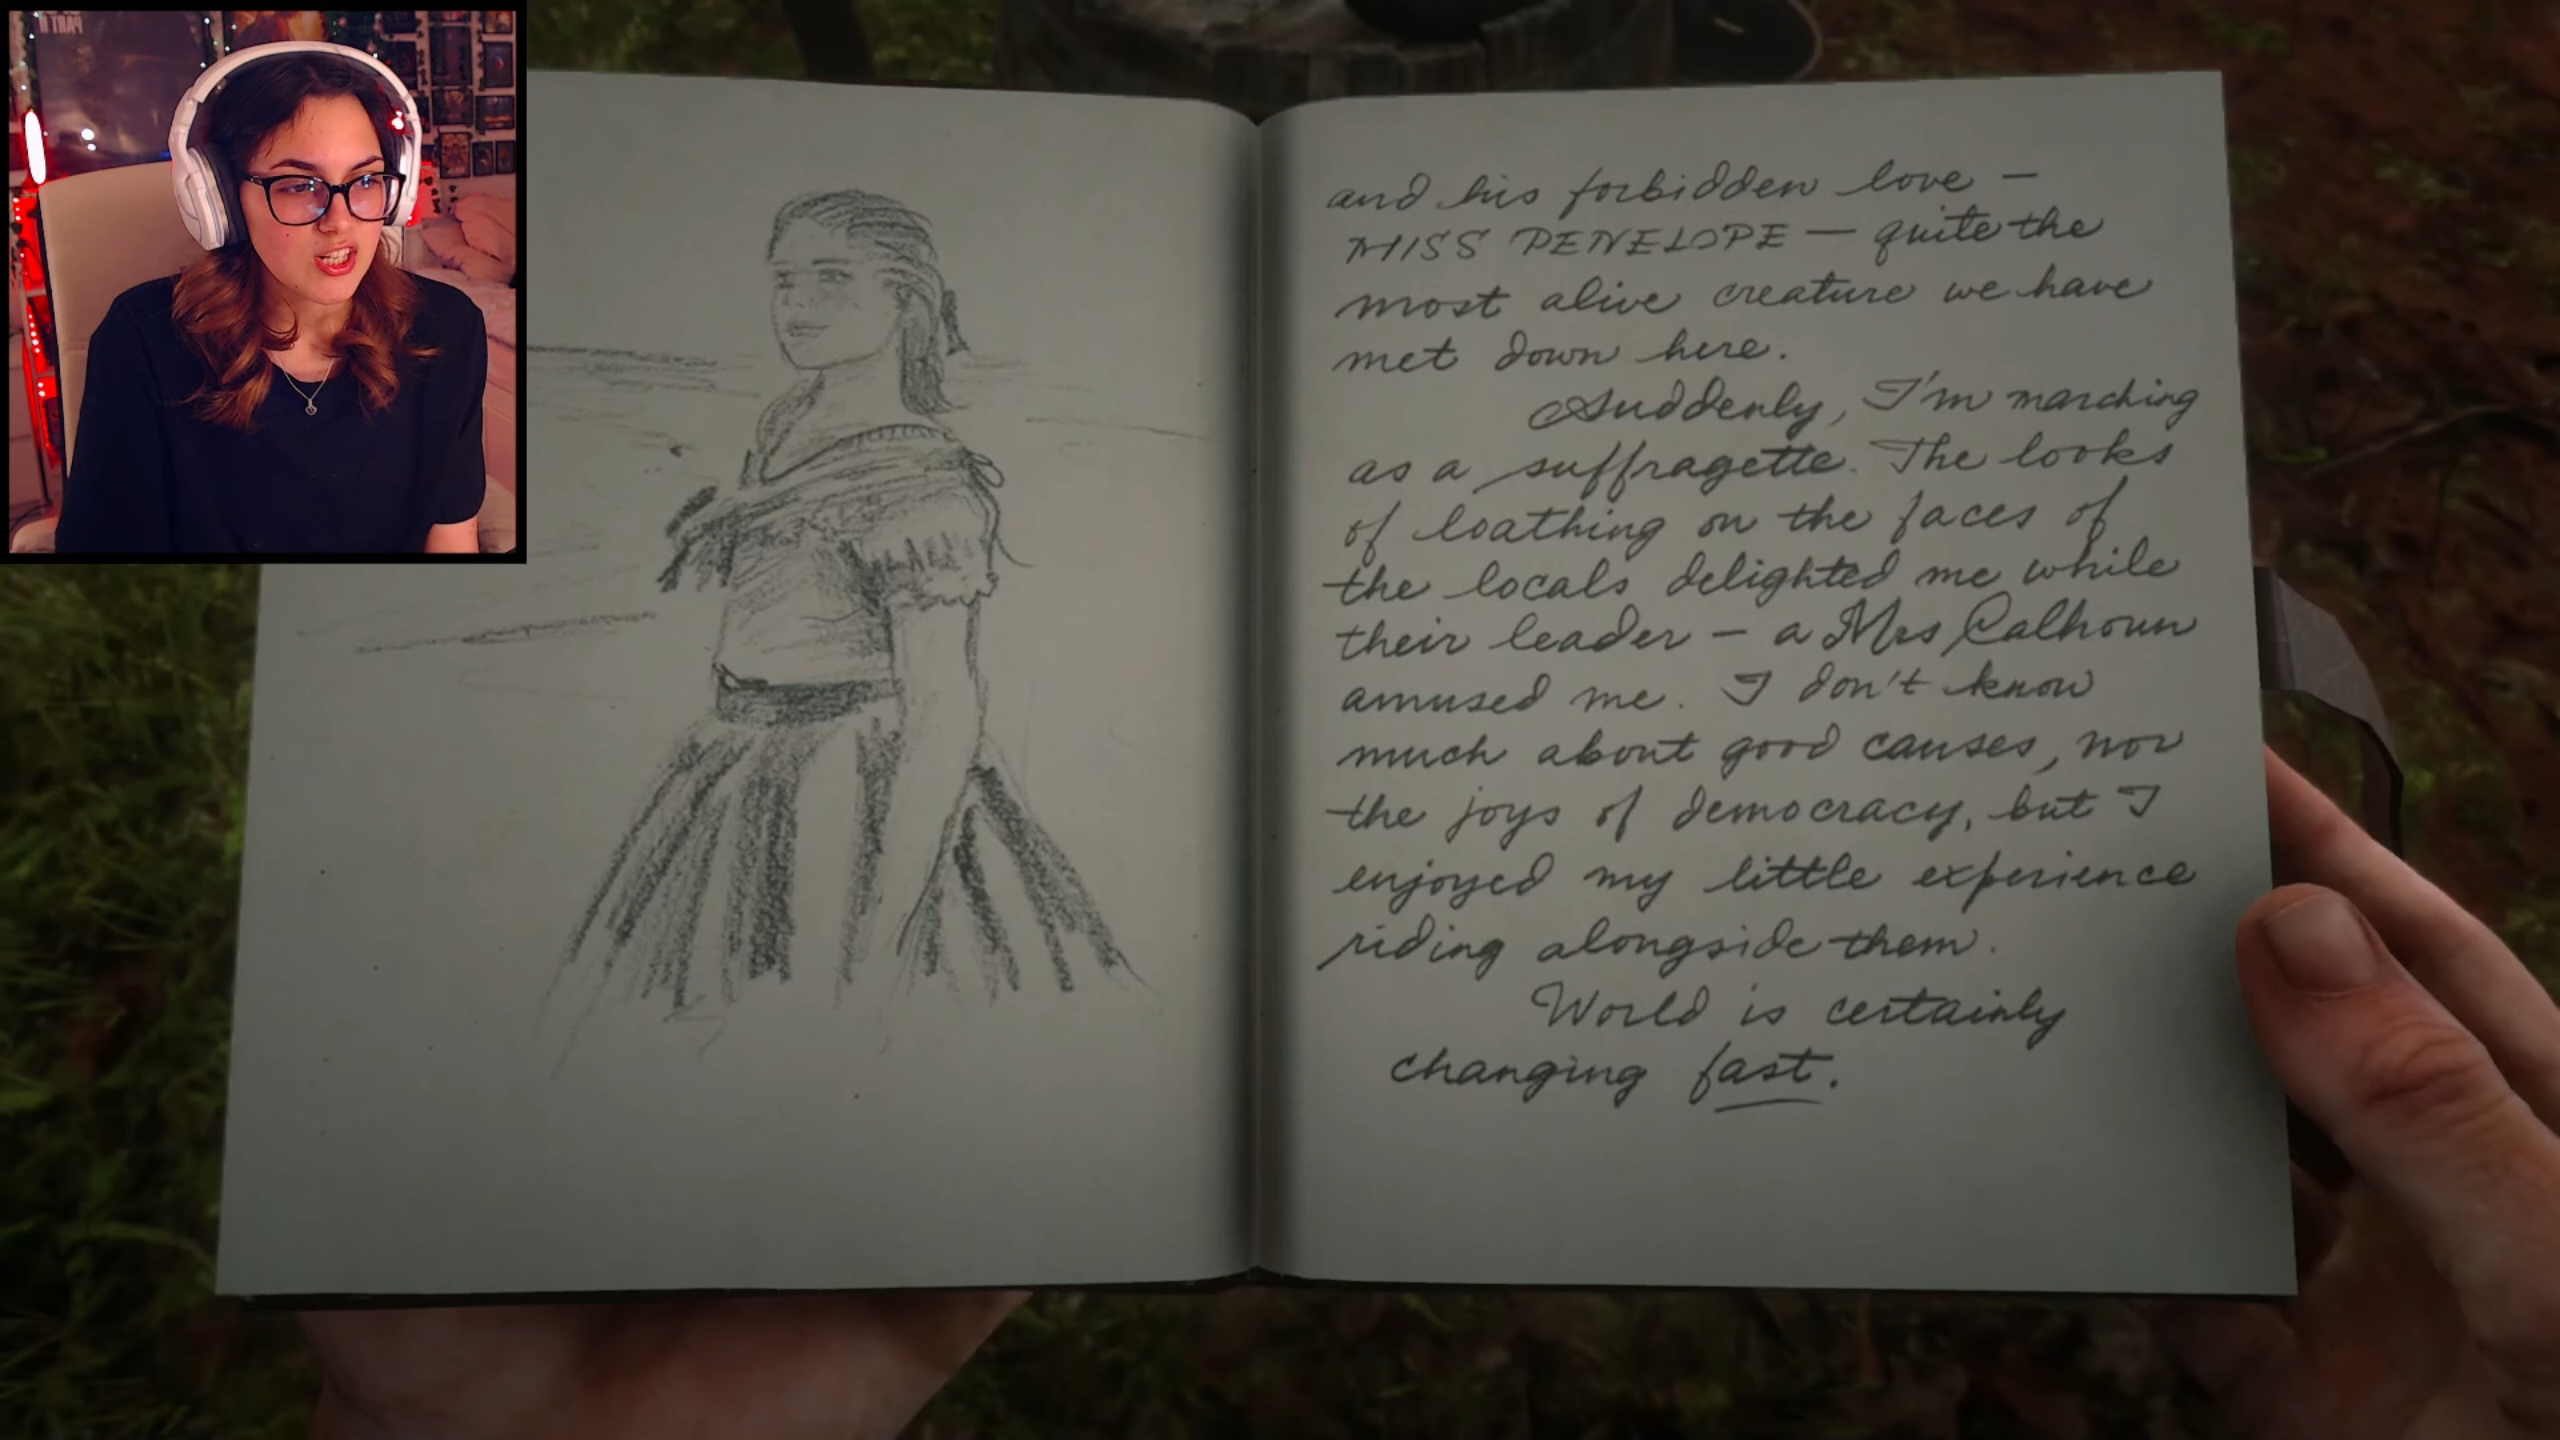 PART II
and his forbidden love —
MISS PENELOPE — quite the
most alive creature we have
met down here.
Suddenly, I'm marching
as a suffragette. The looks
of loathing on the faces of
the locals delighted me while
their leader — a Mrs Calhoun
amused me. I don't know
much about good causes, nor
the joys of democracy, but I
enjoyed my little experience
riding alongside them.
World is certainly
changing fast.